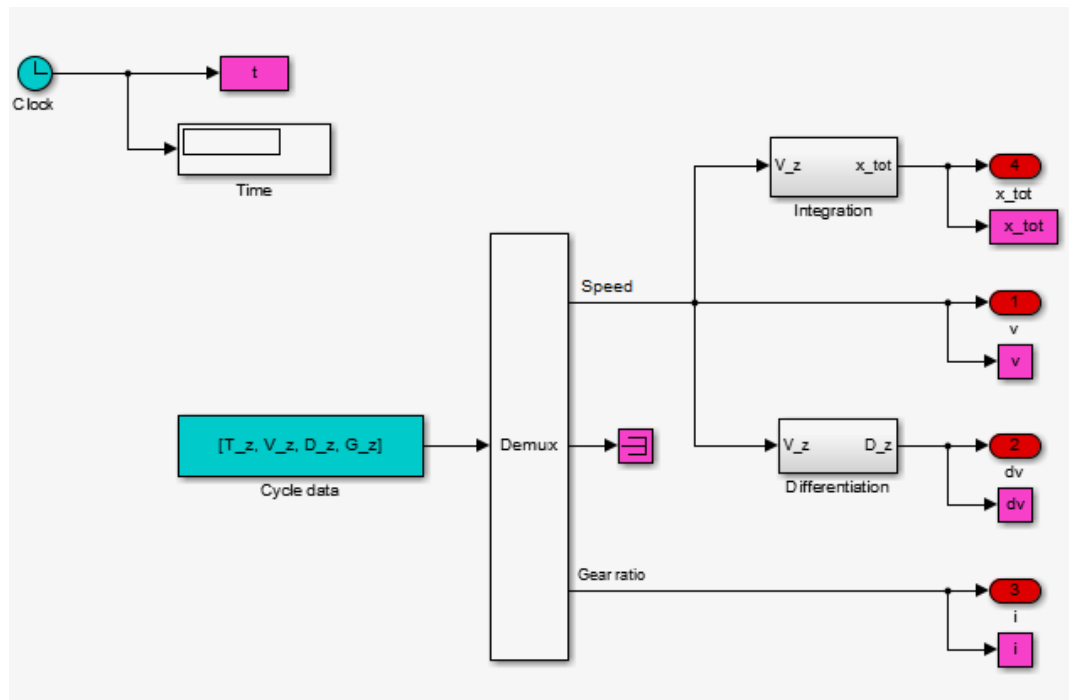 t
Clock
Time
V_z
x_tot
Integration
4
x_tot
x_tot
Speed
1
v
v
[T_z, V_z, D_z, G_z]
Cycle data
Demux
V_z
D_z
Differentiation
2
dv
dv
Gear ratio
3
i
i